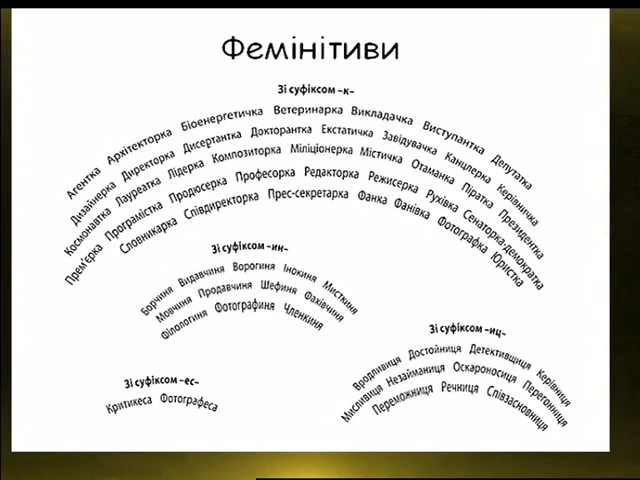 Фемінітиви
Зі суфіксом –к–
Агентка Архітекторка Біоенергетичка Ветеринарка Викладачка Виступантка Депутатка
Дизайнерка Директорка Дисертантка Докторантка Екстатичка Завідувачка Канцлерка Керівничка
Космонавтка Лауреатка Лідерка Композиторка Міліціонерка Містичка Отаманка Піратка Президентка
Прем'єрка Програмістка Продюсерка Професорка Редакторка Режисерка Рухівка Сенаторка-демократка
Словникарка Співдиректорка Прес-секретарка Фанка Фанівка Фотографка Юристка
Зі суфіксом –ин–
Борчиня Видавчиня Ворогиня Інокиня Мисткиня
Мовчиня Продавчиня Шефиня Фахівчиня
Філологиня Фотографиня Членкиня
Зі суфіксом –иц–
Вродливиця Достойниця Детективщиця Керівниця
Мисливиця Незайманиця Оскароносиця Перегонниця
Переможниця Речниця Співзасновниця
Зі суфіксом –ес–
Критикеса Фотографеса